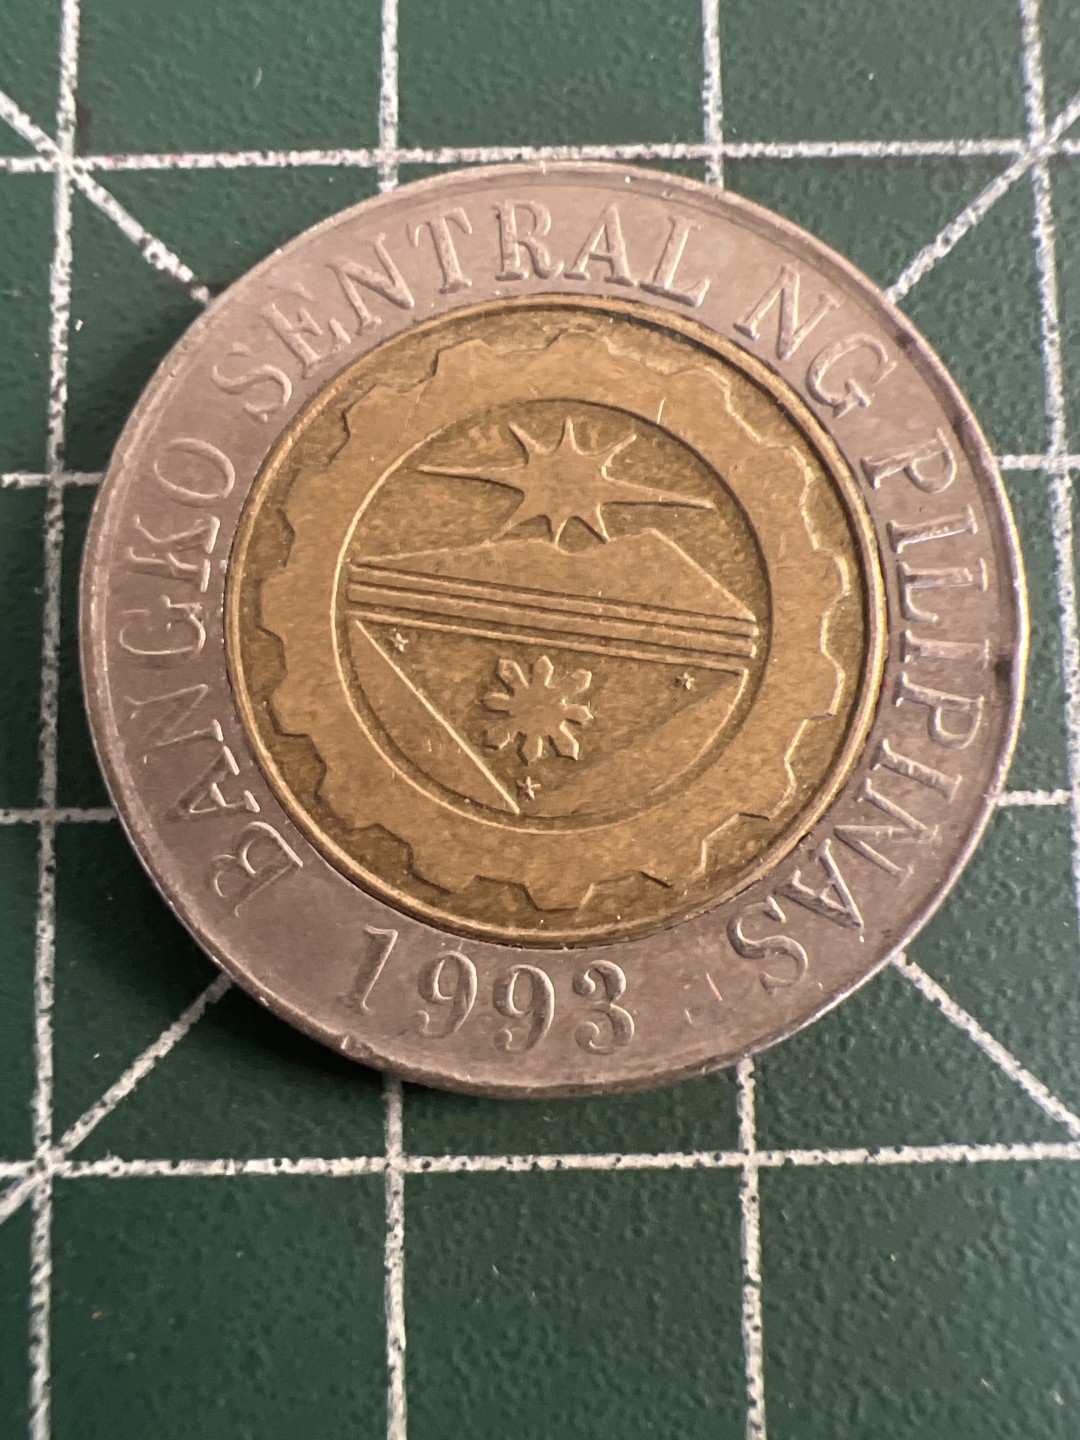 BANGKO SENTRAL NG PILIPINAS
1993